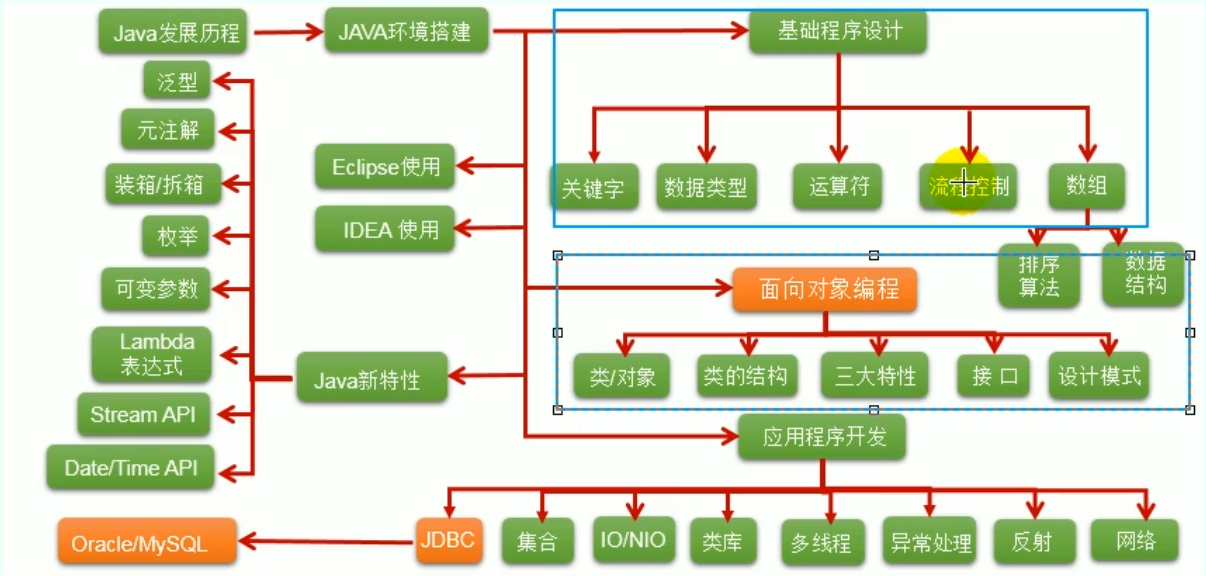 Java发展历程
JAVA环境搭建
基础程序设计
泛型
元注解
装箱/拆箱
枚举
可变参数
Lambda
表达式
Stream API
Date/Time API
Java新特性
Eclipse使用
IDEA 使用
关键字
数据类型
运算符
流程控制
数组
排序
算法
数据
结构
面向对象编程
类/对象
类的结构
三大特性
接 口
设计模式
应用程序开发
Oracle/MySQL
JDBC
集合
IO/NIO
类库
多线程
异常处理
反射
网络